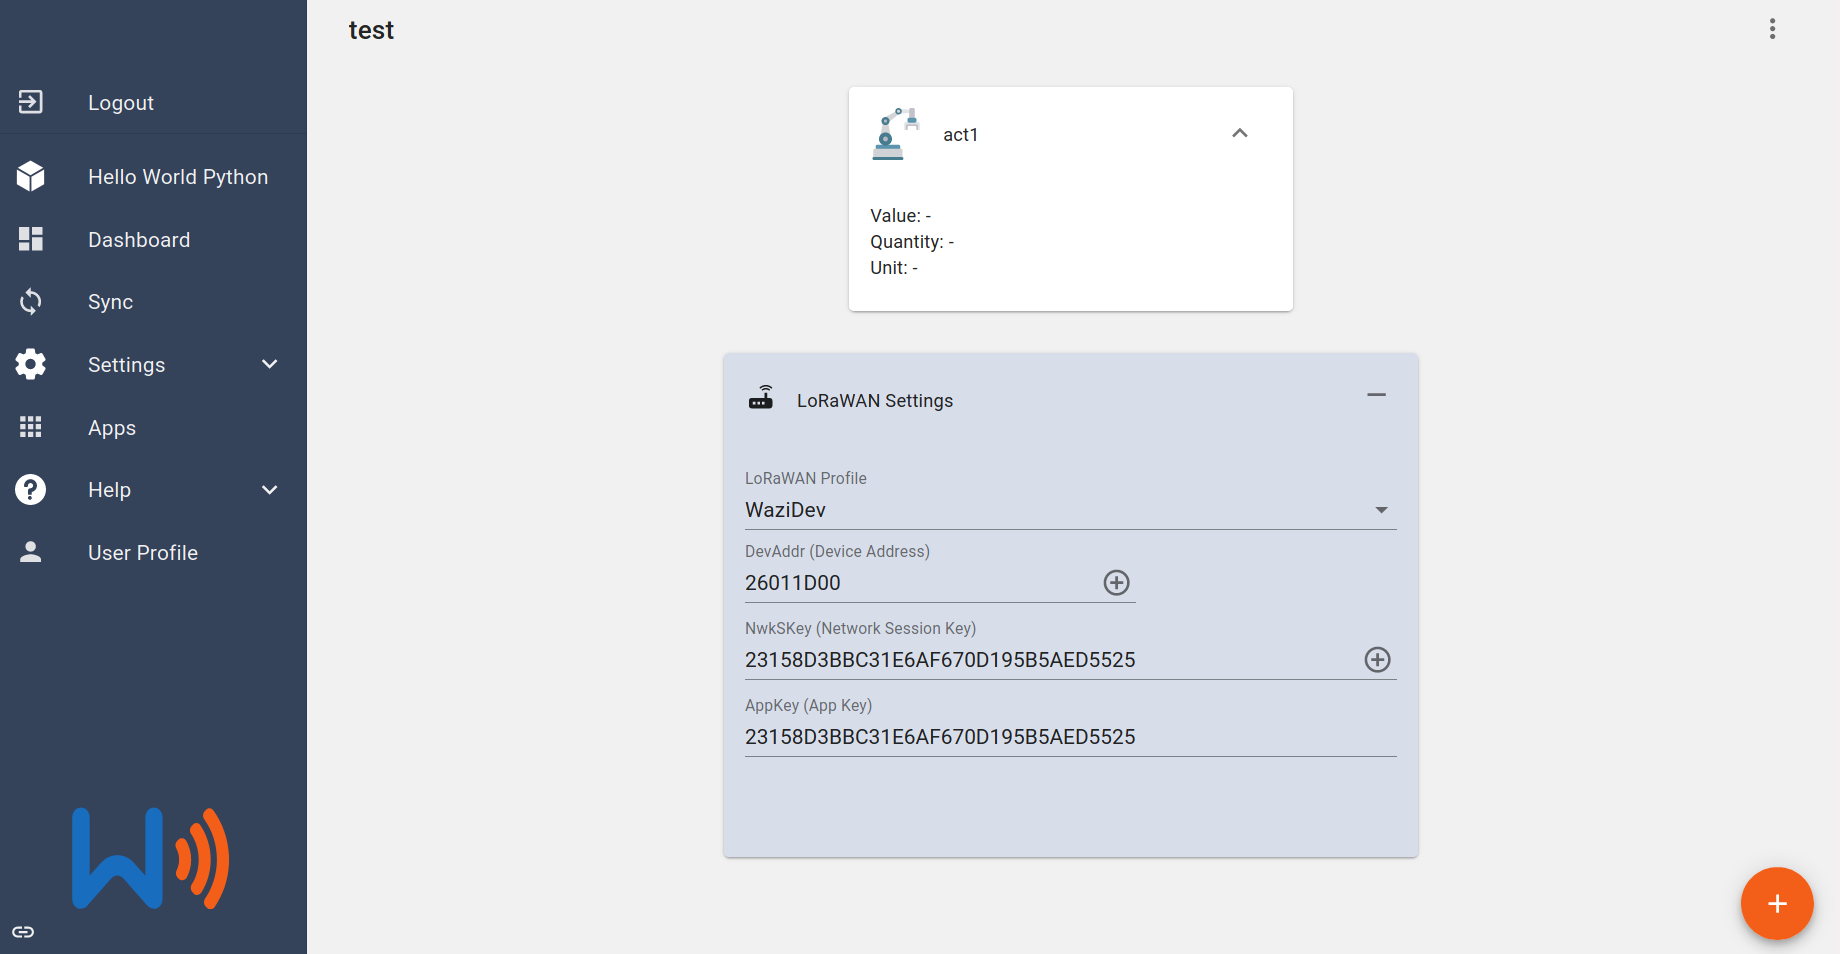 test
Logout
Hello World Python
Dashboard
Sync
Settings
Apps
Help
User Profile
act1
Value: -
Quantity: -
Unit: -
LoRaWAN Settings
LoRaWAN Profile
WaziDev
DevAddr (Device Address)
26011D00
NwkSKey (Network Session Key)
23158D3BBC31E6AF670D195B5AED5525
AppKey (App Key)
23158D3BBC31E6AF670D195B5AED5525